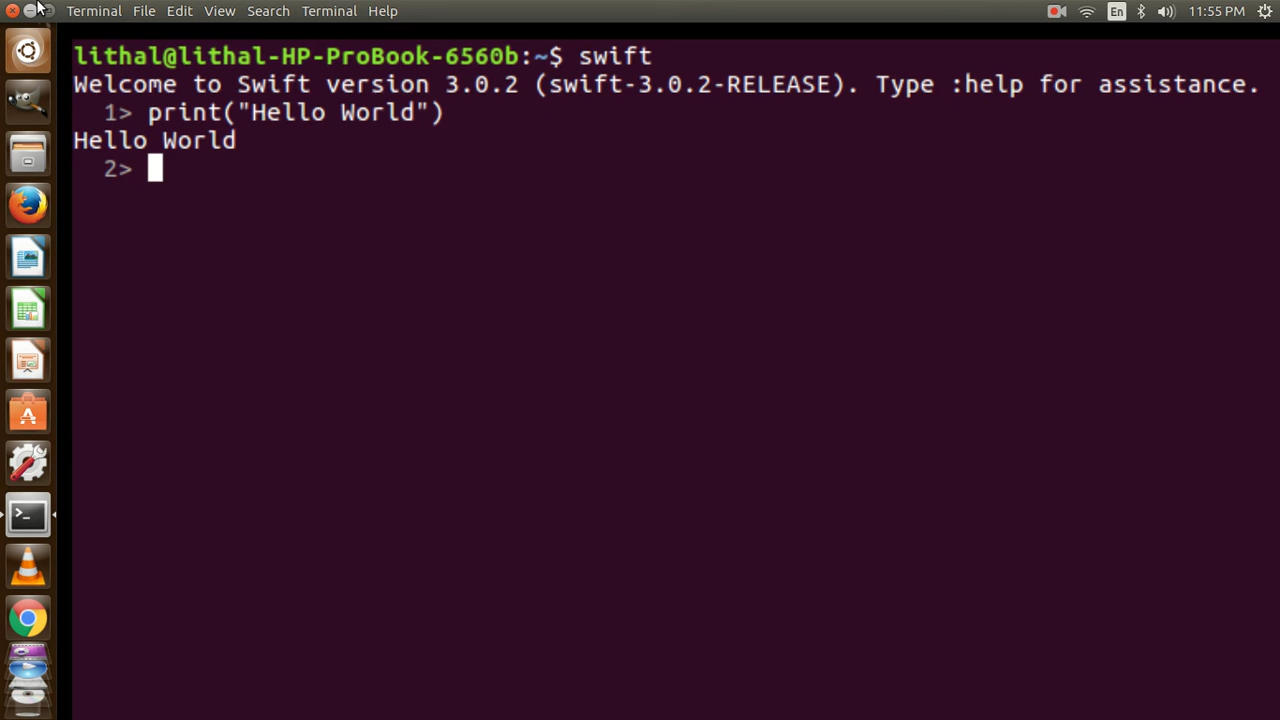 Terminal File Edit View Search Terminal Help En 11:55 PM
lithal@lithal-HP-ProBook-6560b:~$ swift
Welcome to Swift version 3.0.2 (swift-3.0.2-RELEASE). Type :help for assistance.
1> print("Hello World")
Hello World
2>